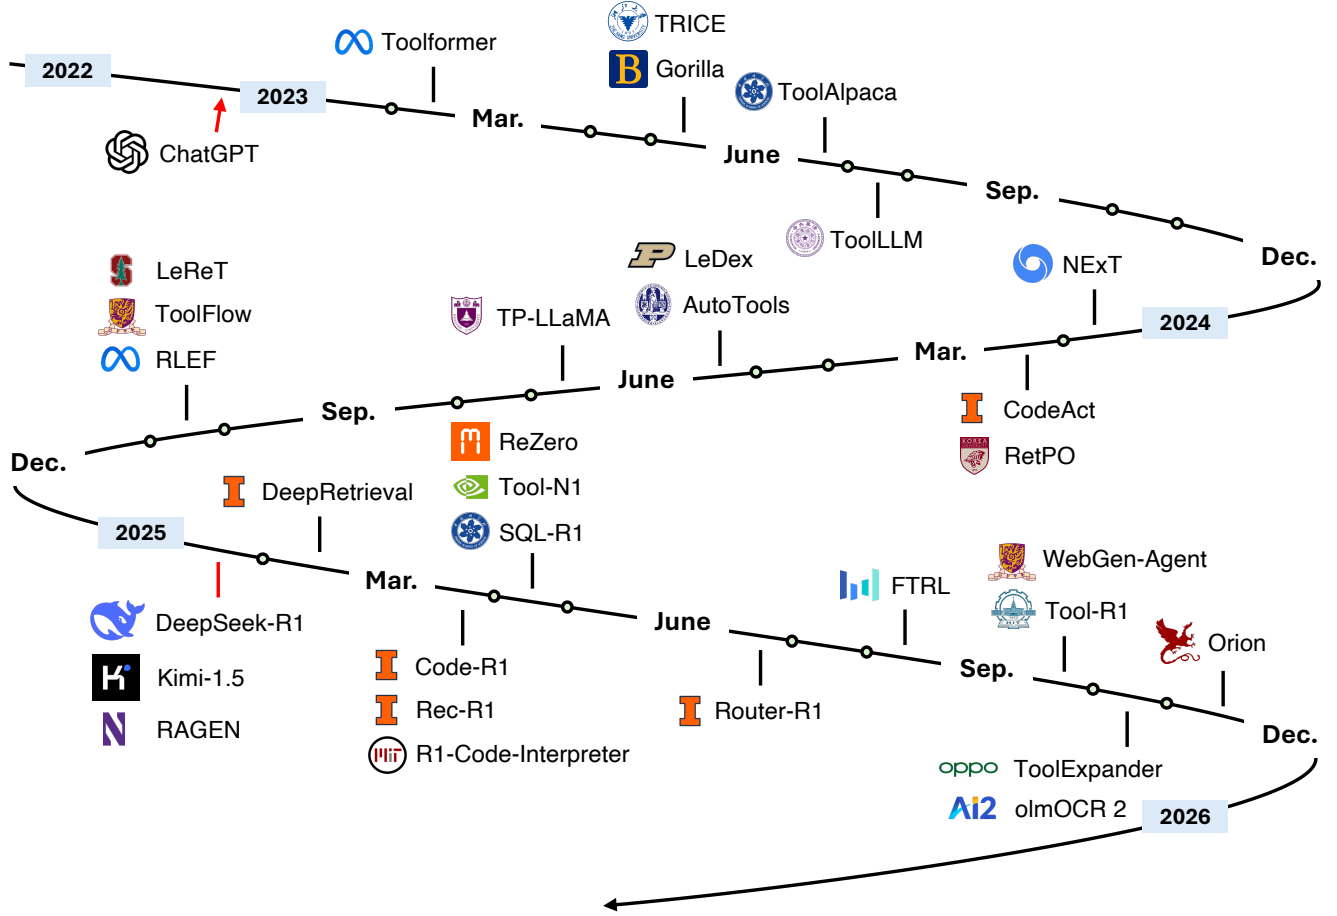 2022
ChatGPT
2023
Toolformer
Mar.
TRICE
Gorilla
June
ToolAlpaca
ToolLLM
Sep.
Dec.
2024
NExT
CodeAct
RetPO
Mar.
LeDex
AutoTools
June
TP-LLaMA
Sep.
LeReT
ToolFlow
RLEF
Dec.
2025
DeepSeek-R1
Kimi-1.5
RAGEN
DeepRetrieval
Mar.
Code-R1
Rec-R1
MIT R1-Code-Interpreter
ReZero
Tool-N1
SQL-R1
June
Router-R1
FTRL
Sep.
WebGen-Agent
Tool-R1
oppo ToolExpander
Ai2 olmOCR 2
Orion
Dec.
2026